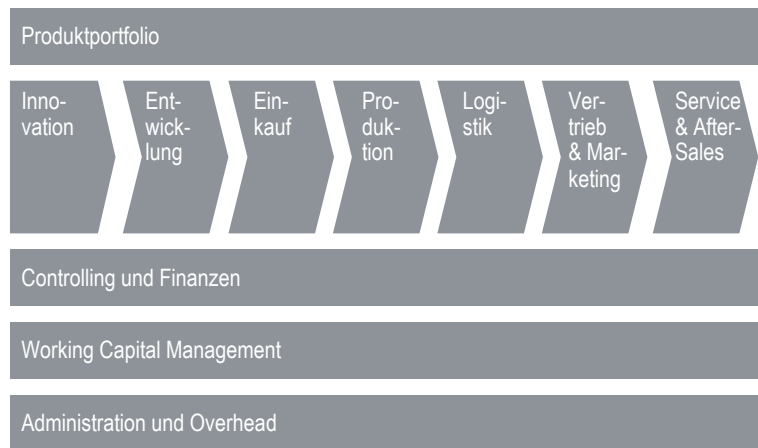 Produktportfolio
Inno-
vation
Ent-
wick-
lung
Ein-
kauf
Pro-
duk-
tion
Logi-
stik
Ver-
trieb
& Mar-
keting
Service
& After-
Sales
Controlling und Finanzen
Working Capital Management
Administration und Overhead